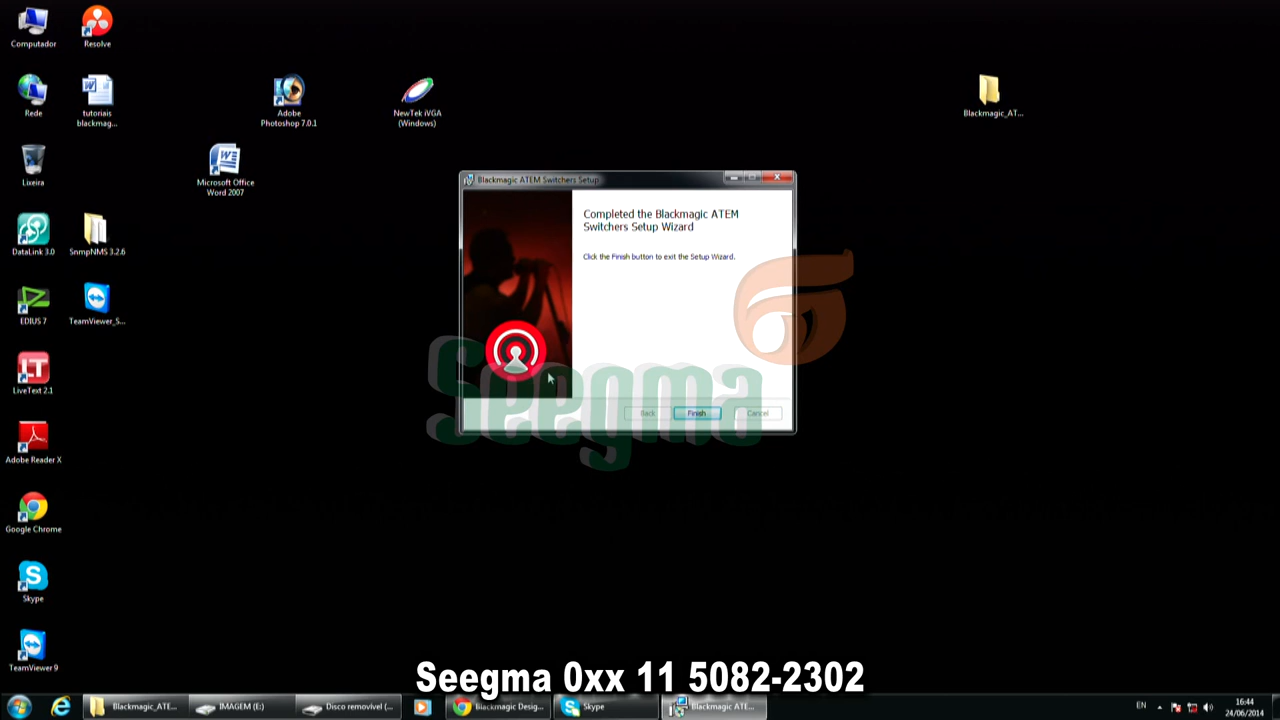 Computador
Resolve
Rede
tutoriais
blackmag...
Adobe
Photoshop 7.0.1
NewTek iVGA
(Windows)
Blackmagic_AT...
Lixeira
Microsoft Office
Word 2007
Blackmagic ATEM Switchers Setup
Completed the Blackmagic ATEM
Switchers Setup Wizard
Click the Finish button to exit the Setup Wizard.
DataLink 3.0
SnmpNMS 3.2.6
EDIUS 7
TeamViewer_S...
LT
LiveText 2.1
Seegma
Back
Finish
Cancel
Adobe Reader X
Google Chrome
Skype
TeamViewer 9
Seegma 0xx 11 5082-2302
Blackmagic_ATE...
IMAGEM (E:)
Disco removível (...
Blackmagic Desig...
Skype
Blackmagic ATE...
EN
16:44
24/06/2014